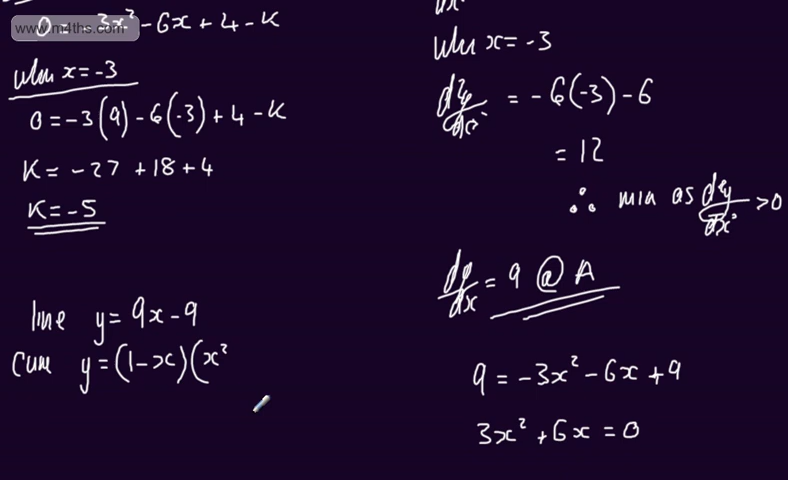 www.m4ths.com
0 = -3x² - 6x + 4 - K
when x = -3
0 = -3(9) - 6(-3) + 4 - K
K = -27 + 18 + 4
K = -5
line y = 9x - 9
Curve y = (1-x)(x²
dx²
when x = -3
d²y/dx² = -6(-3) - 6
= 12
∴ min as d²y/dx² > 0
dy/dx = 9 @ A
9 = -3x² - 6x + 9
3x² + 6x = 0